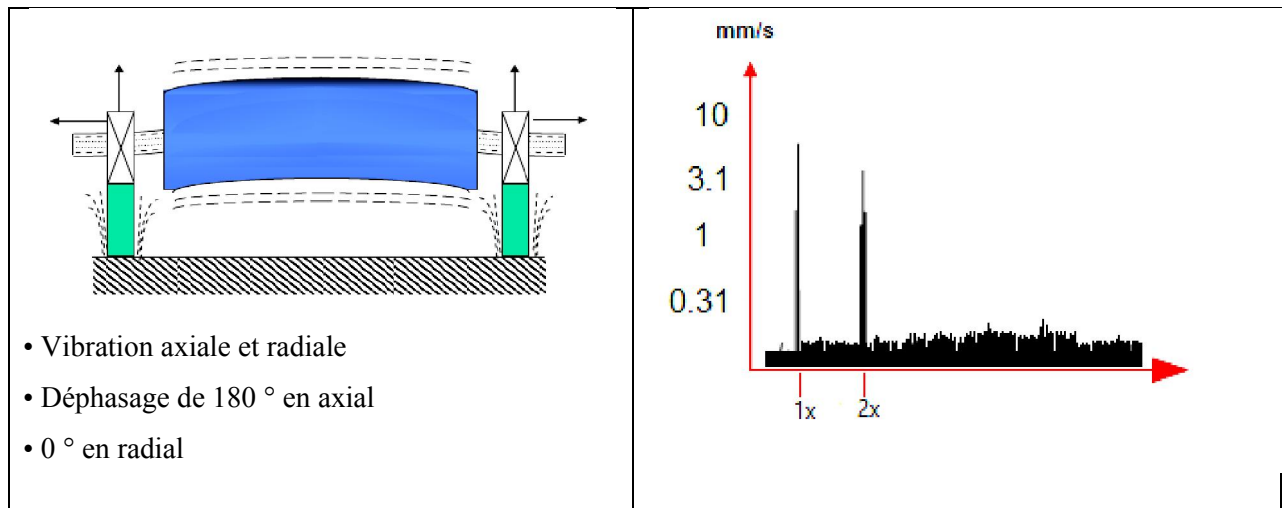 • Vibration axiale et radiale
• Déphasage de 180 ° en axial
• 0 ° en radial
mm/s
10
3.1
1
0.31
1x 2x